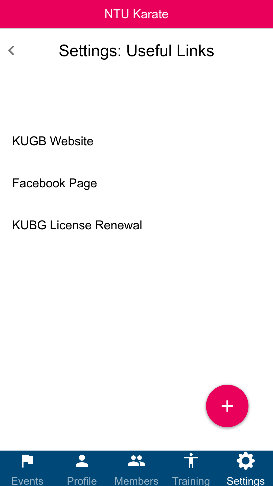 NTU Karate
Settings: Useful Links
KUGB Website
Facebook Page
KUBG License Renewal
Events Profile Members Training Settings